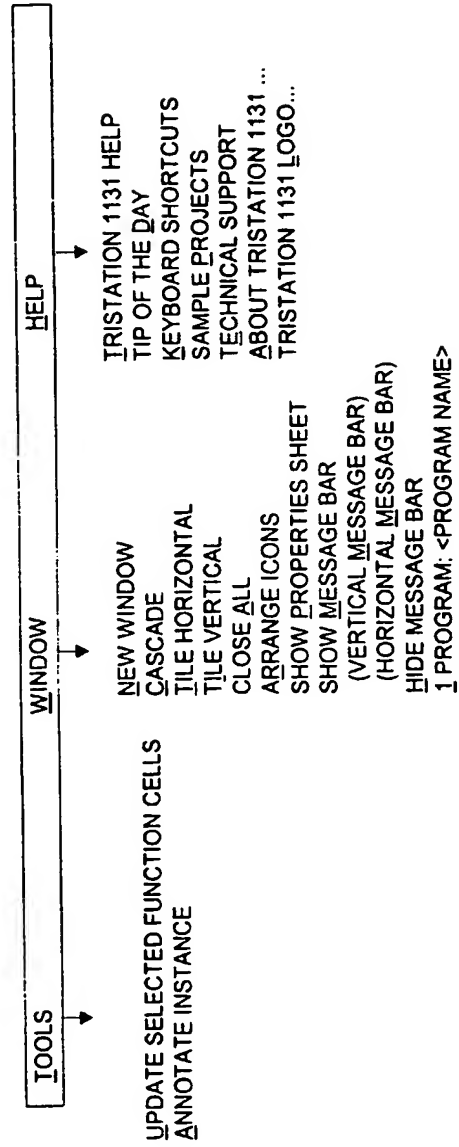 TOOLS
WINDOW
HELP
UPDATE SELECTED FUNCTION CELLS
ANNOTATE INSTANCE
NEW WINDOW
CASCADE
TILE HORIZONTAL
TILE VERTICAL
CLOSE ALL
ARRANGE ICONS
SHOW PROPERTIES SHEET
SHOW MESSAGE BAR
(VERTICAL MESSAGE BAR)
(HORIZONTAL MESSAGE BAR)
HIDE MESSAGE BAR
1 PROGRAM: <PROGRAM NAME>
TRISTATION 1131 HELP
TIP OF THE DAY
KEYBOARD SHORTCUTS
SAMPLE PROJECTS
TECHNICAL SUPPORT
ABOUT TRISTATION 1131 ...
TRISTATION 1131 LOGO...